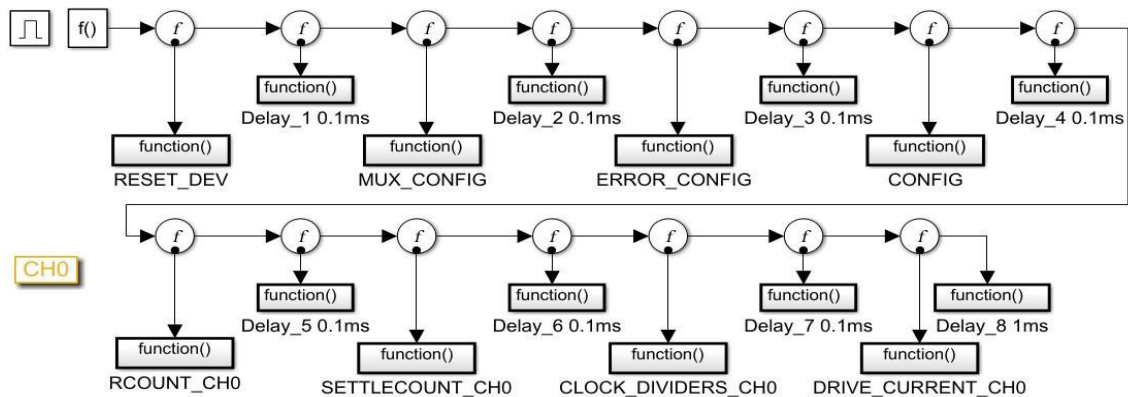 f() f f f f f f f f
function() function() function() function()
Delay_1 0.1ms Delay_2 0.1ms Delay_3 0.1ms Delay_4 0.1ms
function() function() function() function()
RESET_DEV MUX_CONFIG ERROR_CONFIG CONFIG
f f f f f f f
CH0
function() function() function() function()
Delay_5 0.1ms Delay_6 0.1ms Delay_7 0.1ms Delay_8 1ms
function() function() function() function()
RCOUNT_CH0 SETTLECOUNT_CH0 CLOCK_DIVIDERS_CH0 DRIVE_CURRENT_CH0